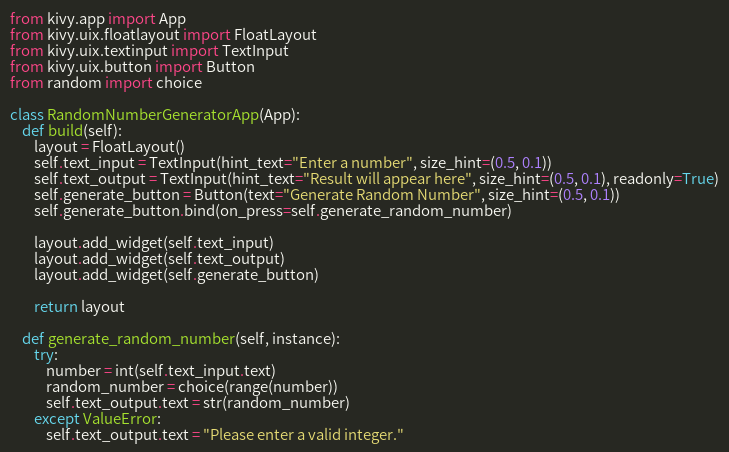 from kivy.app import App
from kivy.uix.floatlayout import FloatLayout
from kivy.uix.textinput import TextInput
from kivy.uix.button import Button
from random import choice

class RandomNumberGeneratorApp(App):
    def build(self):
        layout = FloatLayout()
        self.text_input = TextInput(hint_text="Enter a number", size_hint=(0.5, 0.1))
        self.text_output = TextInput(hint_text="Result will appear here", size_hint=(0.5, 0.1), readonly=True)
        self.generate_button = Button(text="Generate Random Number", size_hint=(0.5, 0.1))
        self.generate_button.bind(on_press=self.generate_random_number)

        layout.add_widget(self.text_input)
        layout.add_widget(self.text_output)
        layout.add_widget(self.generate_button)

        return layout

    def generate_random_number(self, instance):
        try:
            number = int(self.text_input.text)
            random_number = choice(range(number))
            self.text_output.text = str(random_number)
        except ValueError:
            self.text_output.text = "Please enter a valid integer."